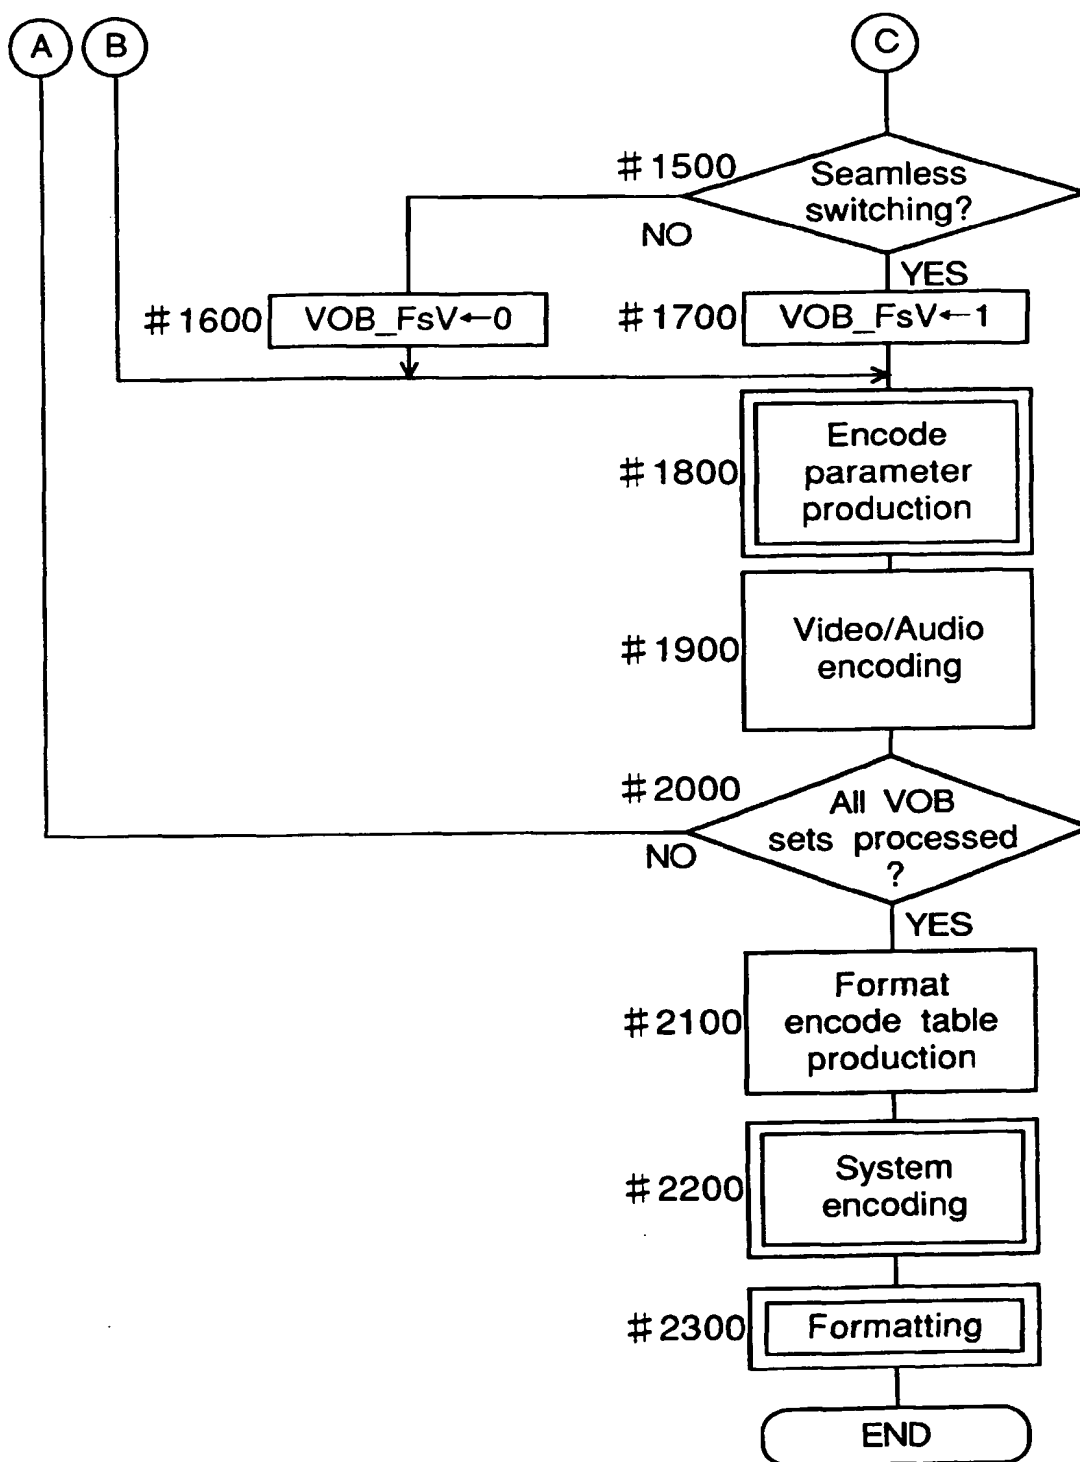 A B C
#1500
Seamless
switching?
NO
YES
#1600 VOB_FsV←0
#1700 VOB_FsV←1
#1800
Encode
parameter
production
#1900
Video/Audio
encoding
#2000
All VOB
sets processed
?
NO
YES
#2100
Format
encode table
production
#2200
System
encoding
#2300 Formatting
END